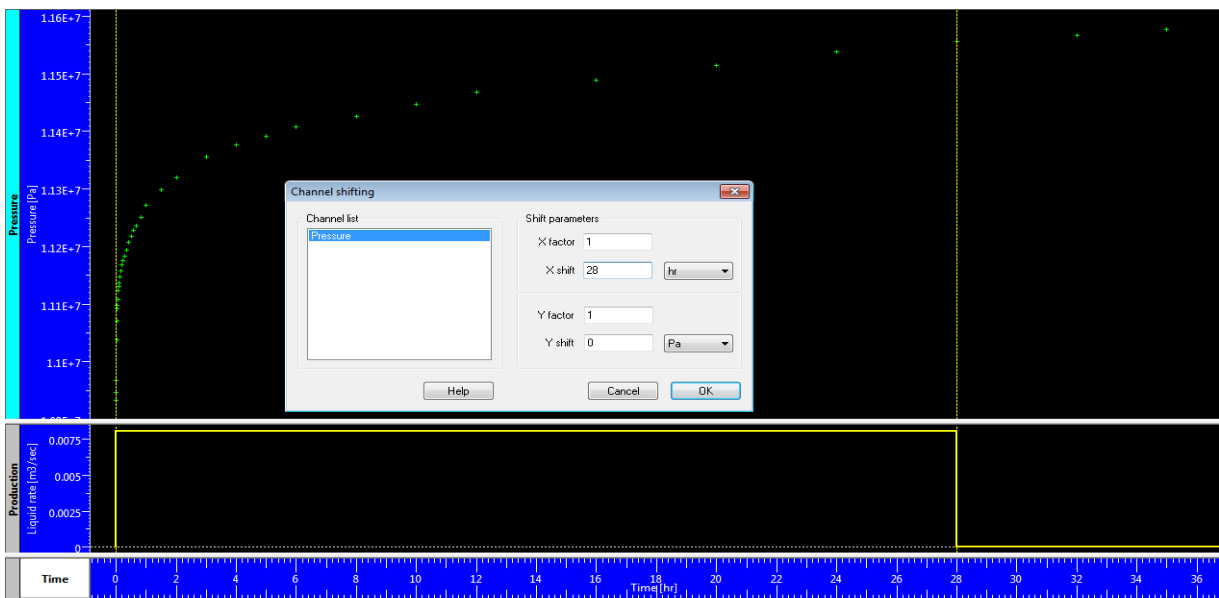 Pressure
Pressure [Pa]
1.16E+7
1.15E+7
1.14E+7
1.13E+7
1.12E+7
1.11E+7
1.1E+7
Channel shifting
Channel list
Pressure
Shift parameters
X factor 1
X shift 28 hr
Y factor 1
Y shift 0 Pa
Help Cancel OK
Production
Liquid rate [m3/sec]
0.0075
0.005
0.0025
0
Time 0 2 4 6 8 10 12 14 16 18 20 22 24 26 28 30 32 34 36
Time [hr]